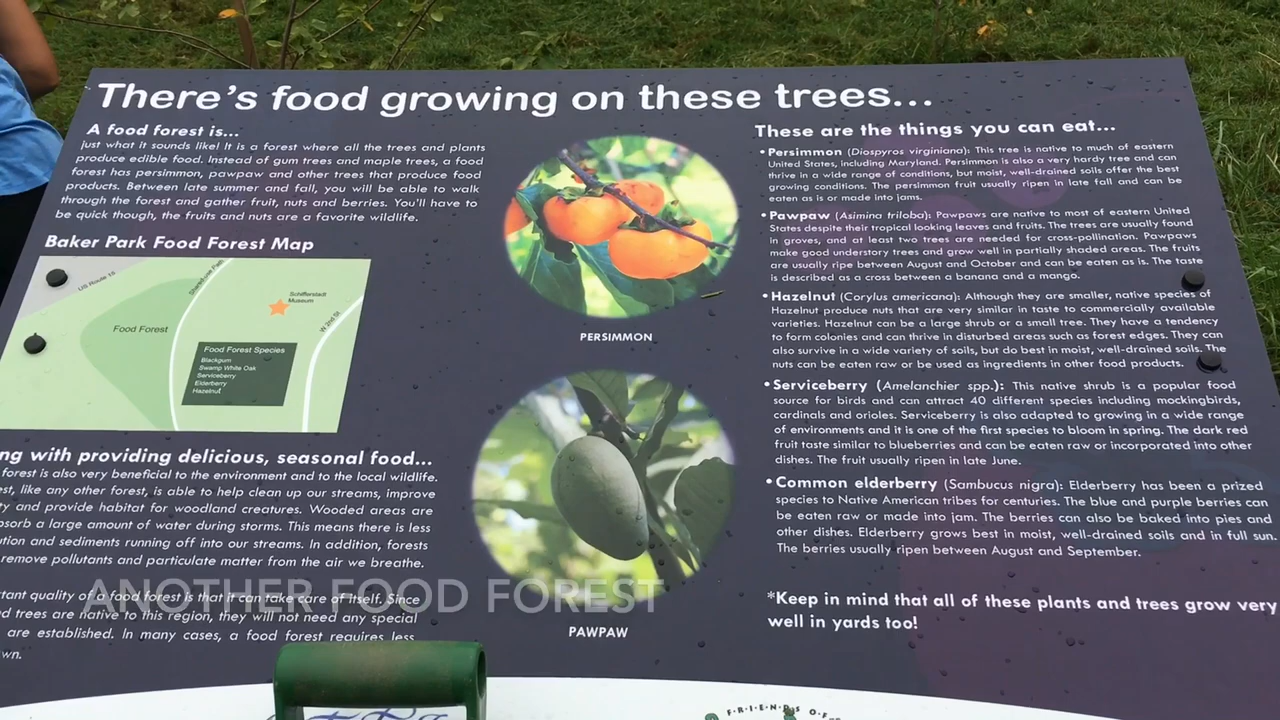 There's food growing on these trees...
A food forest is...
Just what it sounds like! It is a forest where all the trees and plants
produce edible food. Instead of gum trees and maple trees, a food
forest has persimmon, pawpaw and other trees that produce food
products. Between late summer and fall, you will be able to walk
through the forest and gather fruit, nuts and berries. You'll have to
be quick though, the fruits and nuts are a favorite wildlife.
Baker Park Food Forest Map
US Route 15
Schifferstadt
Museum
W 2nd St
Food Forest
Food Forest Species
Blackgum
Swamp White Oak
Serviceberry
Elderberry
Hazelnut
ng with providing delicious, seasonal food...
forest is also very beneficial to the environment and to the local wildlife.
est, like any other forest, is able to help clean up our streams, improve
ty and provide habitat for woodland creatures. Wooded areas are
bsorb a large amount of water during storms. This means there is less
ution and sediments running off into our streams. In addition, forests
remove pollutants and particulate matter from the air we breathe.
tant quality of a food forest is that it can take care of itself. Since
d trees are native to this region, they will not need any special
are established. In many cases, a food forest requires less
wn.
PERSIMMON
PAWPAW
These are the things you can eat...
• Persimmon (Diospyros virginiana): This tree is native to much of eastern
United States, including Maryland. Persimmon is also a very hardy tree and can
thrive in a wide range of conditions, but moist, well-drained soils offer the best
growing conditions. The persimmon fruit usually ripen in late fall and can be
eaten as is or made into jams.
• Pawpaw (Asimina triloba): Pawpaws are native to most of eastern United
States despite their tropical looking leaves and fruits. The trees are usually found
in groves, and at least two trees are needed for cross-pollination. Pawpaws
make good understory trees and grow well in partially shaded areas. The fruits
are usually ripe between August and October and can be eaten as is. The taste
is described as a cross between a banana and a mango.
• Hazelnut (Corylus americana): Although they are smaller, native species of
Hazelnut produce nuts that are very similar in taste to commercially available
varieties. Hazelnut can be a large shrub or a small tree. They have a tendency
to form colonies and can thrive in disturbed areas such as forest edges. They can
also survive in a wide variety of soils, but do best in moist, well-drained soils. The
nuts can be eaten raw or be used as ingredients in other food products.
• Serviceberry (Amelanchier spp.): This native shrub is a popular food
source for birds and can attract 40 different species including mockingbirds,
cardinals and orioles. Serviceberry is also adapted to growing in a wide range
of environments and it is one of the first species to bloom in spring. The dark red
fruit taste similar to blueberries and can be eaten raw or incorporated into other
dishes. The fruit usually ripen in late June.
• Common elderberry (Sambucus nigra): Elderberry has been a prized
species to Native American tribes for centuries. The blue and purple berries can
be eaten raw or made into jam. The berries can also be baked into pies and
other dishes. Elderberry grows best in moist, well-drained soils and in full sun.
The berries usually ripen between August and September.
*Keep in mind that all of these plants and trees grow very
well in yards too!
ANOTHER FOOD FOREST
FRIENDS OF